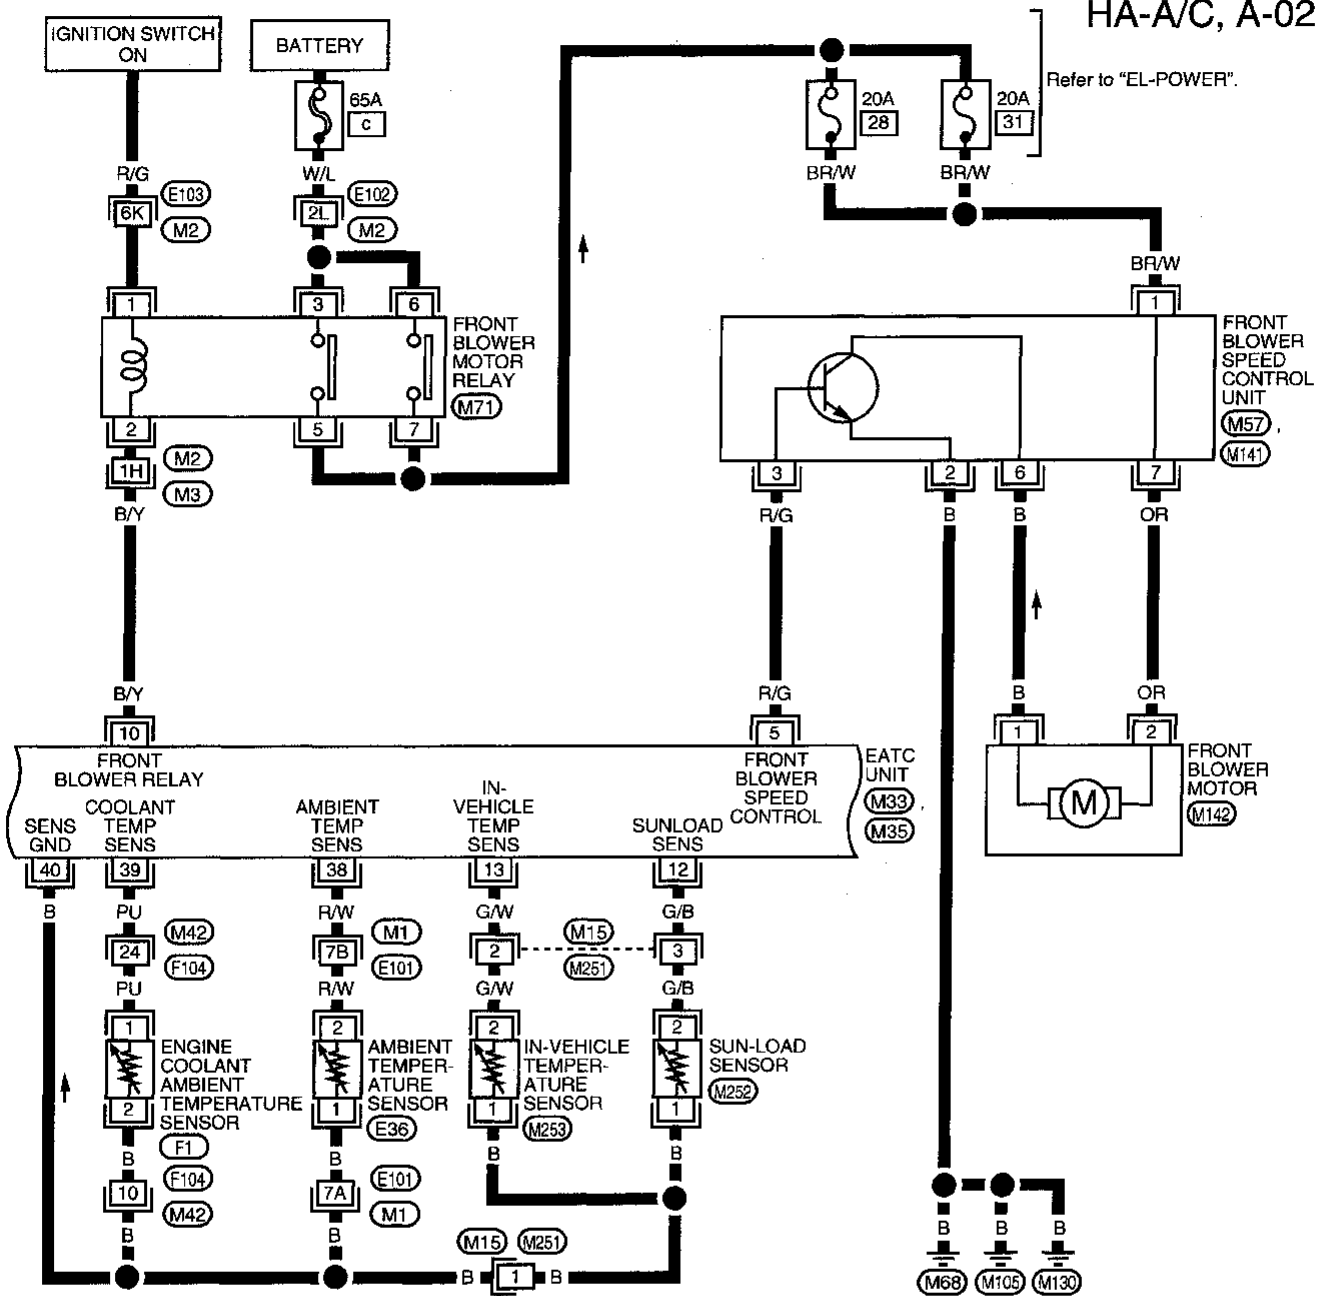 HA-A/C, A-02
IGNITION SWITCH
ON
BATTERY
65A
c
20A
28
20A
31
Refer to "EL-POWER".
R/G
W/L
BR/W
BR/W
E103
E102
6K
M2
2L
M2
BR/W
1
3
6
1
FRONT
BLOWER
MOTOR
RELAY
M71
FRONT
BLOWER
SPEED
CONTROL
UNIT
M57,
M141
2
5
7
1H
M2
M3
B/Y
3
2
6
7
R/G
B
B
OR
B/Y
R/G
B
OR
10
5
1
2
FRONT
BLOWER RELAY
FRONT
BLOWER
SPEED
CONTROL
EATC
UNIT
M33,
M35
M
FRONT
BLOWER
MOTOR
M142
SENS
GND
COOLANT
TEMP
SENS
AMBIENT
TEMP
SENS
IN-
VEHICLE
TEMP
SENS
SUNLOAD
SENS
40
39
38
13
12
B
PU
R/W
G/W
G/B
24
M42
F104
7B
M1
E101
2
M15
M251
3
PU
R/W
G/W
G/B
1
2
2
2
ENGINE
COOLANT
AMBIENT
TEMPERATURE
SENSOR
F1
AMBIENT
TEMPER-
ATURE
SENSOR
E36
IN-VEHICLE
TEMPER-
ATURE
SENSOR
M253
SUN-LOAD
SENSOR
M252
2
1
1
1
B
B
B
B
10
F104
M42
7A
E101
M1
B
B
M15
M251
B
1
B
B
B
B
M68
M105
M130